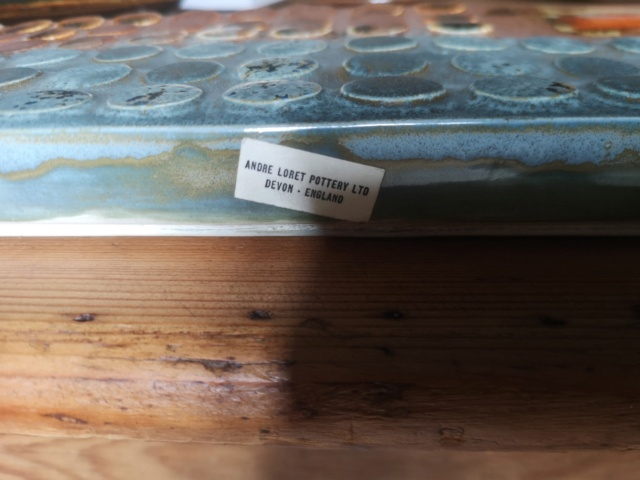 ANDRE LORET POTTERY LTD
DEVON - ENGLAND